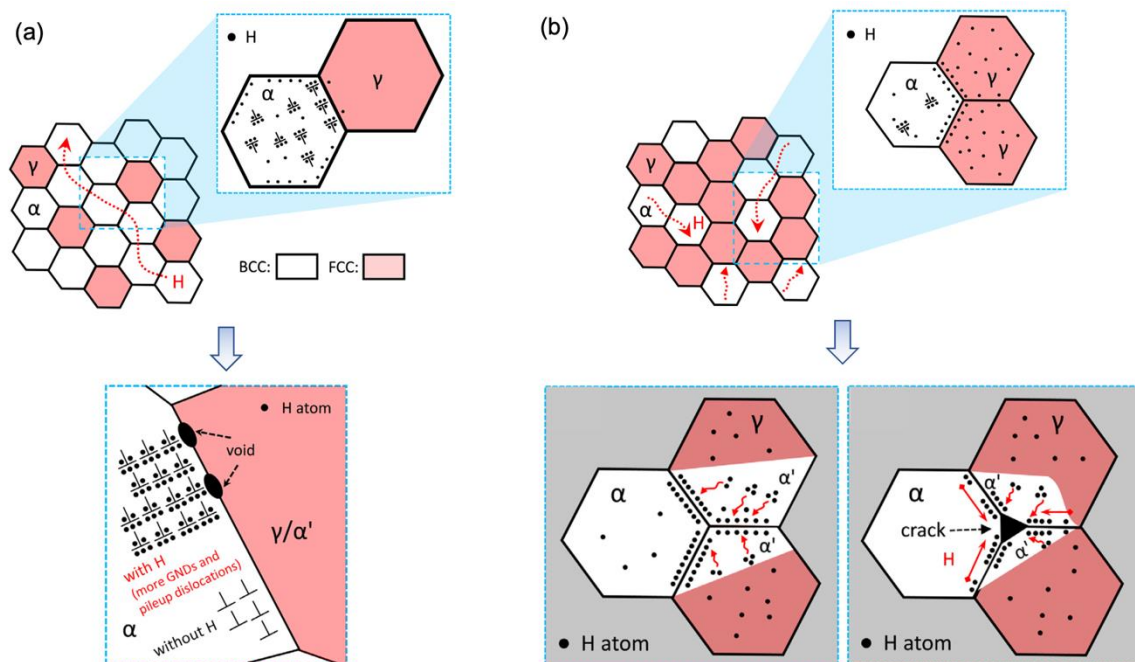 (a)
H
α
γ
γ
α
H
BCC:
FCC:
H atom
void
γ/α'
with H
(more GNDs and
pileup dislocations)
without H
α
(b)
H
γ
α
γ
γ
α
H
γ
α'
α
α'
H atom
γ
α
α'
crack
α'
H
H atom